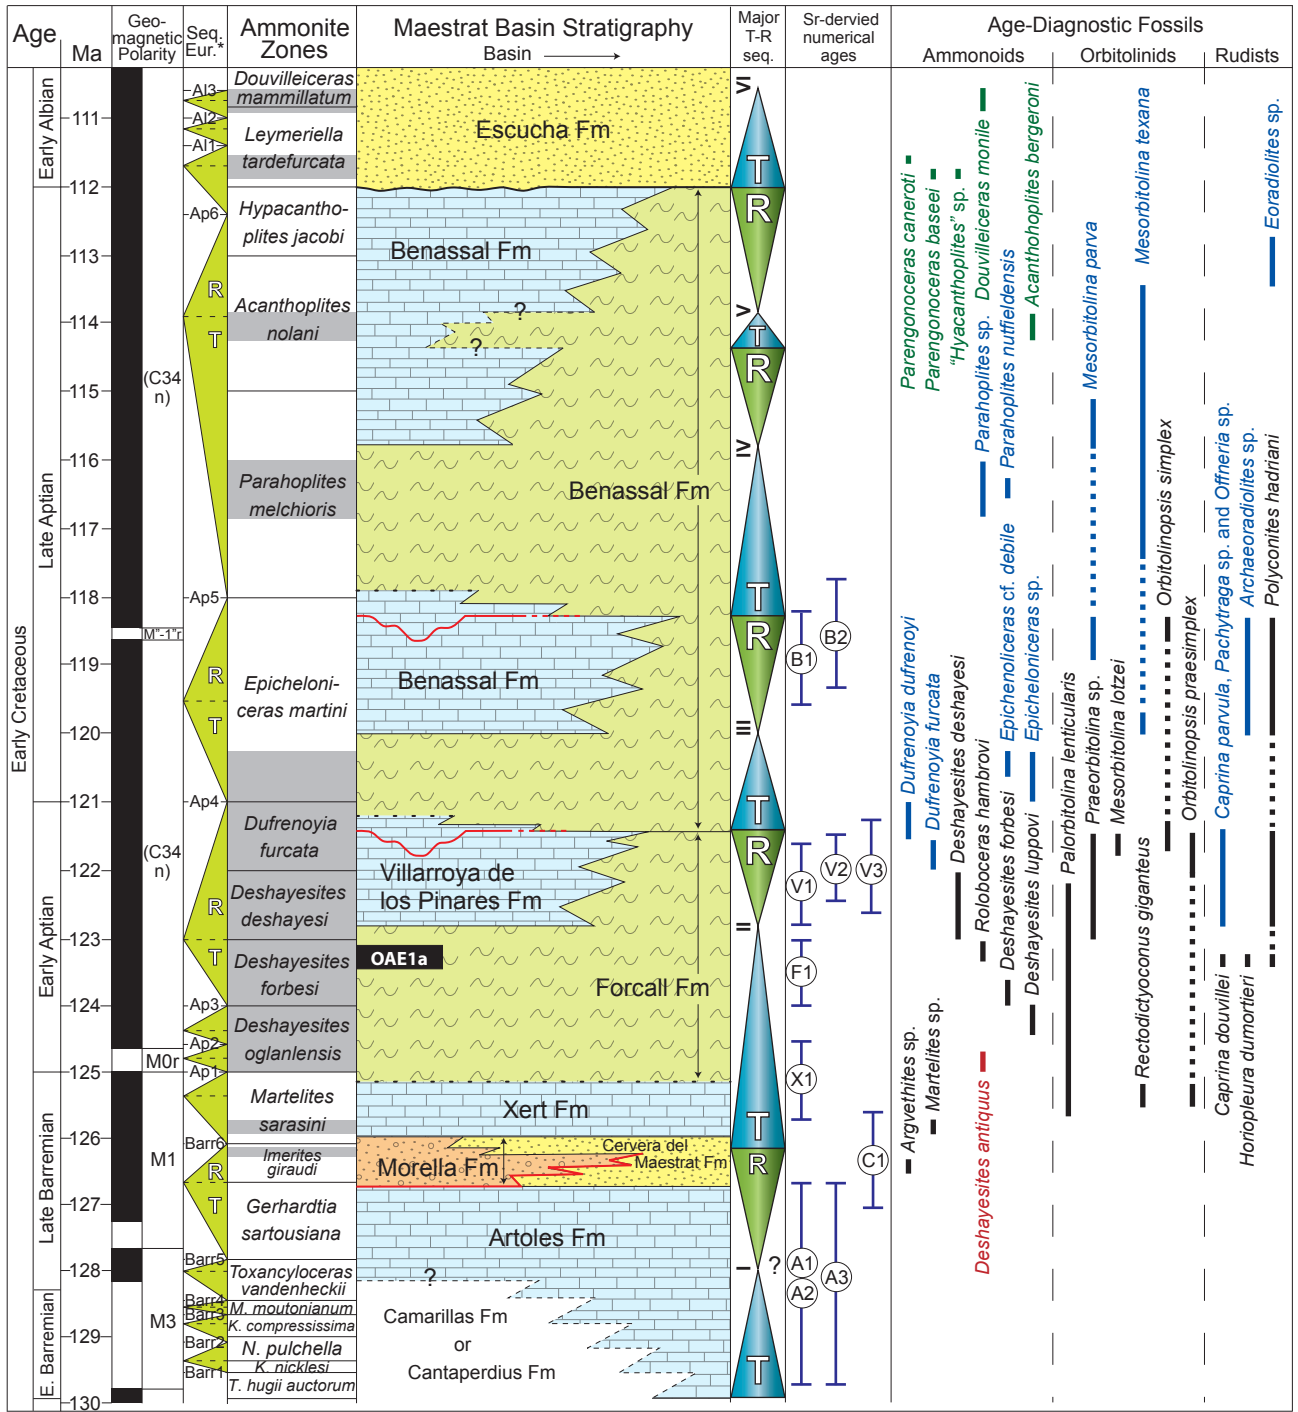 Age
Ma
Geo-
magnetic
Polarity
Seq.
Eur.*
Ammonite
Zones
Maestrat Basin Stratigraphy
Basin
Major
T-R
seq.
Sr-dervied
numerical
ages
Age-Diagnostic Fossils
Ammonoids
Orbitolinids
Rudists
Early Cretaceous
Early Albian
Late Aptian
Early Aptian
Late Barremian
E. Barremian
111
112
113
114
115
116
117
118
119
120
121
122
123
124
125
126
127
128
129
130
(C34
n)
M"-1"r
(C34
n)
M0r
M1
M3
Al3
Al2
Al1
Ap6
R
T
Ap5
R
T
Ap4
R
T
Ap3
Ap2
Ap1
Barr6
R
T
Barr5
Barr4
Barr3
Barr2
Barr1
Douvilleiceras
mammillatum
Leymeriella
tardefurcata
Hypacantho-
plites jacobi
Acanthoplites
nolani
Parahoplites
melchioris
Epicheloni-
ceras martini
Dufrenoyia
furcata
Deshayesites
deshayesi
Deshayesites
forbesi
Deshayesites
oglanlensis
Martelites
sarasini
Imerites
giraudi
Gerhardtia
sartousiana
Toxancyloceras
vandenheckii
M. moutonianum
K. compressissima
N. pulchella
K. nicklesi
T. hugii auctorum
Escucha Fm
Benassal Fm
?
?
Benassal Fm
Benassal Fm
Villarroya de
los Pinares Fm
OAE1a
Forcall Fm
Xert Fm
Cervera del
Maestrat Fm
Morella Fm
Artoles Fm
?
Camarillas Fm
or
Cantaperdius Fm
VI
T
R
V
T
R
VI
T
R
III
T
R
II
T
R
I
?
T
B1
B2
V1
V2
V3
F1
X1
C1
A1
A2
A3
Parengonoceras caneroti
Parengonoceras baseei
"Hyacanthoplites" sp.
Douvilleiceras monile
Acanthohoplites bergeroni
Parahoplites sp.
Parahoplites nutfieldensis
Dufrenoyia dufrenoyi
Dufrenoyia furcata
Deshayesites deshayesi
Roloboceras hambrovi
Epichenoliceras cf. debile
Epicheloniceras sp.
Deshayesites forbesi
Deshayesites luppovi
Argvethites sp.
Martelites sp.
Deshayesites antiquus
Mesorbitolina texana
Mesorbitolina parva
Orbitolinopsis simplex
Orbitolinopsis praesimplex
Palorbitolina lenticularis
Praeorbitolina sp.
Mesorbitolina lotzei
Rectodictyoconus giganteus
Eoradiolites sp.
Caprina parvula, Pachytraga sp. and Offneria sp.
Archaeoradiolites sp.
Polyconites hadriani
Caprina douvillei
Horiopleura dumortieri